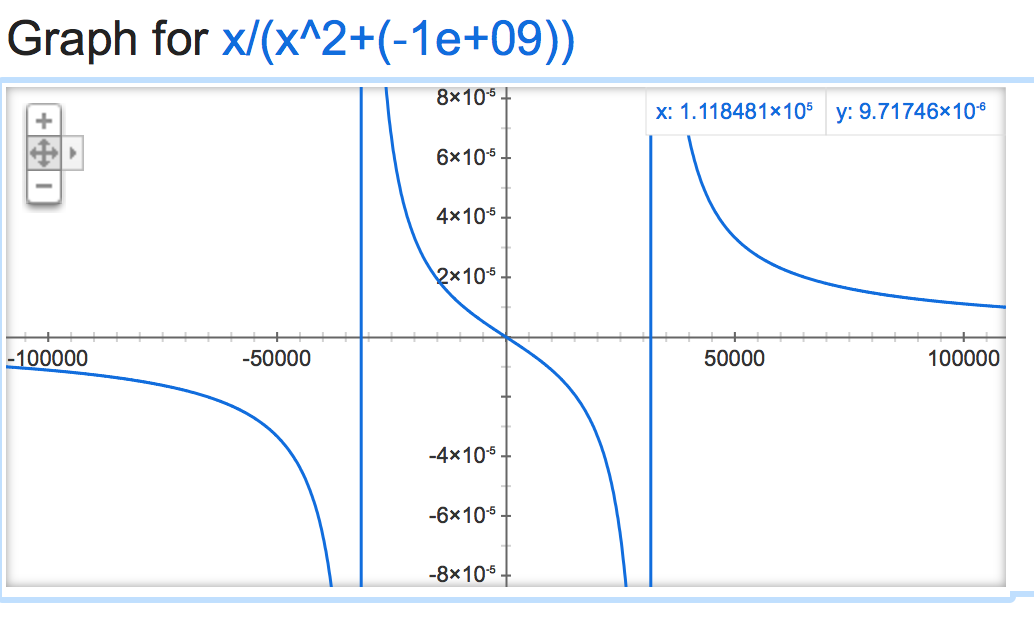 Graph for x/(x^2+(-1e+09))
x: 1.118481×10⁵ y: 9.71746×10⁻⁶
8×10⁻⁵
6×10⁻⁵
4×10⁻⁵
2×10⁻⁵
-100000 -50000 50000 100000
-4×10⁻⁵
-6×10⁻⁵
-8×10⁻⁵